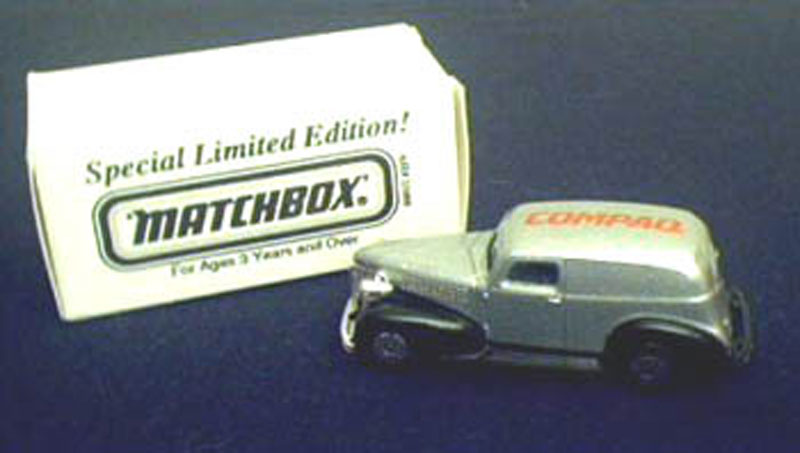 Special Limited Edition!
MATCHBOX®
For Ages 3 Years and Over
COMPAQ